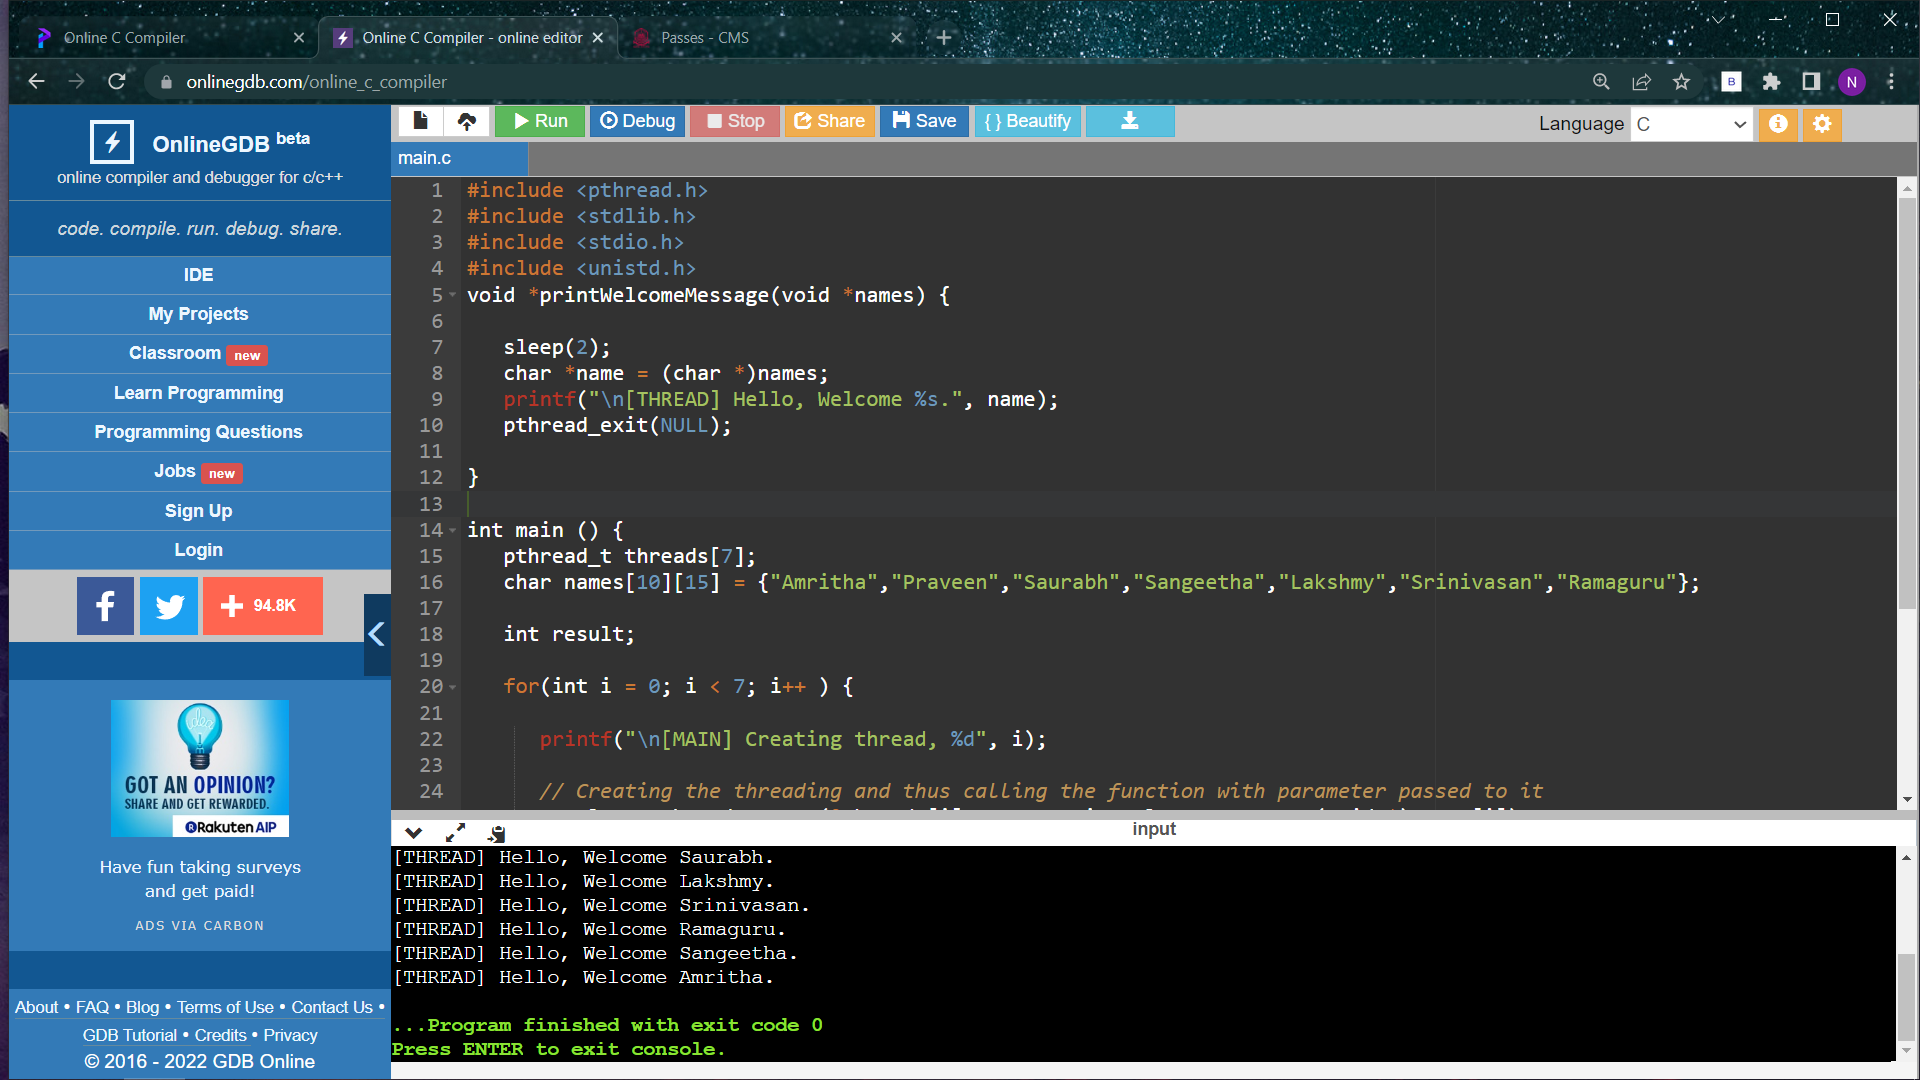 Online C Compiler
Online C Compiler - online editor
Passes - CMS
onlinegdb.com/online_c_compiler
B
N
OnlineGDB beta
online compiler and debugger for c/c++
code. compile. run. debug. share.
IDE
My Projects
Classroom new
Learn Programming
Programming Questions
Jobs new
Sign Up
Login
94.8K
GOT AN OPINION?
SHARE AND GET REWARDED.
Rakuten AIP
Have fun taking surveys
and get paid!
ADS VIA CARBON
About • FAQ • Blog • Terms of Use • Contact Us •
GDB Tutorial • Credits • Privacy
© 2016 - 2022 GDB Online
Run Debug Stop Share Save { } Beautify
Language C
main.c
1 #include <pthread.h>
2 #include <stdlib.h>
3 #include <stdio.h>
4 #include <unistd.h>
5 void *printWelcomeMessage(void *names) {
6
7 sleep(2);
8 char *name = (char *)names;
9 printf("\n[THREAD] Hello, Welcome %s.", name);
10 pthread_exit(NULL);
11
12 }
13
14 int main () {
15 pthread_t threads[7];
16 char names[10][15] = {"Amritha","Praveen","Saurabh","Sangeetha","Lakshmy","Srinivasan","Ramaguru"};
17
18 int result;
19
20 for(int i = 0; i < 7; i++ ) {
21
22 printf("\n[MAIN] Creating thread, %d", i);
23
24 // Creating the threading and thus calling the function with parameter passed to it
input
[THREAD] Hello, Welcome Saurabh.
[THREAD] Hello, Welcome Lakshmy.
[THREAD] Hello, Welcome Srinivasan.
[THREAD] Hello, Welcome Ramaguru.
[THREAD] Hello, Welcome Sangeetha.
[THREAD] Hello, Welcome Amritha.
...Program finished with exit code 0
Press ENTER to exit console.